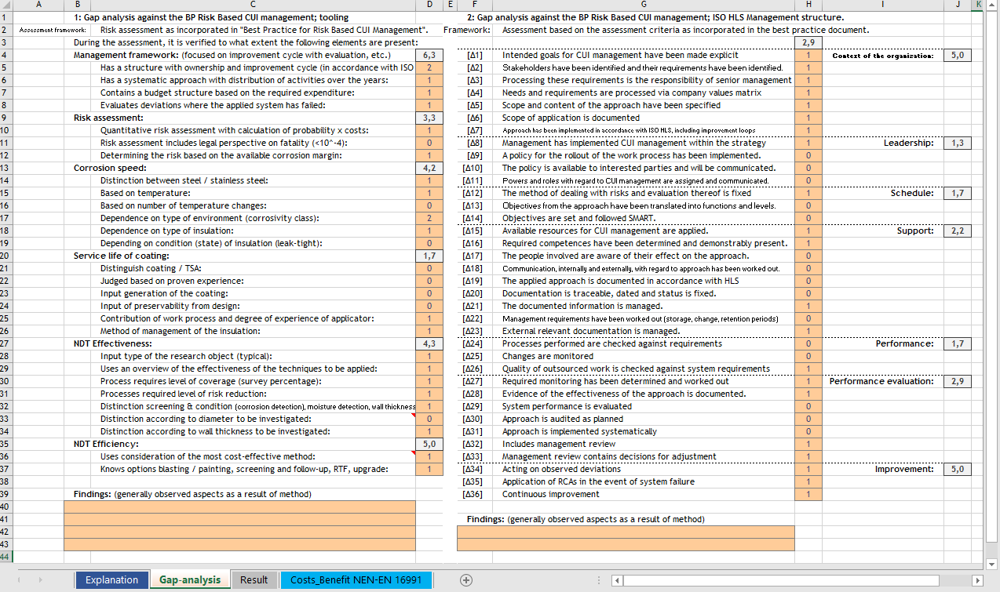 A B C D E F G H I J K
1 1: Gap analysis against the BP Risk Based CUI management; tooling 2: Gap analysis against the BP Risk Based CUI management; ISO HLS Management structure.
2 Assessment framework: Risk assessment as incorporated in "Best Practice for Risk Based CUI Management". Framework: Assessment based on the assessment criteria as incorporated in the best practice document.
3 During the assessment, it is verified to what extent the following elements are present: 2,9
4 Management framework: (focused on improvement cycle with evaluation, etc.) 6,3 [Δ1] Intended goals for CUI management have been made explicit 1 Context of the organization: 5,0
5 Has a structure with ownership and improvement cycle (in accordance with ISO 2 [Δ2] Stakeholders have been identified and their requirements have been identified. 1
6 Has a systematic approach with distribution of activities over the years: 1 [Δ3] Processing these requirements is the responsibility of senior management 1
7 Contains a budget structure based on the required expenditure: 1 [Δ4] Needs and requirements are processed via company values matrix 1
8 Evaluates deviations where the applied system has failed: 1 [Δ5] Scope and content of the approach have been specified 1
9 Risk assessment: 3,3 [Δ6] Scope of application is documented 1
10 Quantitative risk assessment with calculation of probability x costs: 1 [Δ7] Approach has been implemented in accordance with ISO HLS, including improvement loops 1
11 Risk assessment includes legal perspective on fatality (<10^-4): 0 [Δ8] Management has implemented CUI management within the strategy 1 Leadership: 1,3
12 Determining the risk based on the available corrosion margin: 1 [Δ9] A policy for the rollout of the work process has been implemented. 0
13 Corrosion speed: 4,2 [Δ10] The policy is available to interested parties and will be communicated. 0
14 Distinction between steel / stainless steel: 1 [Δ11] Powers and roles with regard to CUI management are assigned and communicated. 0
15 Based on temperature: 1 [Δ12] The method of dealing with risks and evaluation thereof is fixed 1 Schedule: 1,7
16 Based on number of temperature changes: 0 [Δ13] Objectives from the approach have been translated into functions and levels. 0
17 Dependence on type of environment (corrosivity class): 2 [Δ14] Objectives are set and followed SMART. 0
18 Dependence on type of insulation: 1 [Δ15] Available resources for CUI management are applied. 1 Support: 2,2
19 Depending on condition (state) of insulation (leak-tight): 0 [Δ16] Required competences have been determined and demonstrably present. 1
20 Service life of coating: 1,7 [Δ17] The people involved are aware of their effect on the approach. 0
21 Distinguish coating / TSA: 0 [Δ18] Communication, internally and externally, with regard to approach has been worked out. 0
22 Judged based on proven experience: 0 [Δ19] The applied approach is documented in accordance with HLS 0
23 Input generation of the coating: 0 [Δ20] Documentation is traceable, dated and status is fixed. 0
24 Input of preservability from design: 0 [Δ21] The documented information is managed. 1
25 Contribution of work process and degree of experience of applicator: 1 [Δ22] Management requirements have been worked out (storage, change, retention periods) 0
26 Method of management of the insulation: 1 [Δ23] External relevant documentation is managed. 1
27 NDT Effectiveness: 4,3 [Δ24] Processes performed are checked against requirements 0 Performance: 1,7
28 Input type of the research object (typical): 1 [Δ25] Changes are monitored 0
29 Uses an overview of the effectiveness of the techniques to be applied: 1 [Δ26] Quality of outsourced work is checked against system requirements 1
30 Process requires level of coverage (survey percentage): 1 [Δ27] Required monitoring has been determined and worked out 1 Performance evaluation: 2,9
31 Processes required level of risk reduction: 1 [Δ28] Evidence of the effectiveness of the approach is documented. 1
32 Distinction screening & condition (corrosion detection), moisture detection, wall thickness 1 [Δ29] System performance is evaluated 0
33 Distinction according to diameter to be investigated: 0 [Δ30] Approach is audited as planned 0
34 Distinction according to wall thickness to be investigated: 1 [Δ31] Approach is implemented systematically 0
35 NDT Efficiency: 5,0 [Δ32] Includes management review 1
36 Uses consideration of the most cost-effective method: 1 [Δ33] Management review contains decisions for adjustment 1
37 Knows options blasting / painting, screening and follow-up, RTF, upgrade: 1 [Δ34] Acting on observed deviations 1 Improvement: 5,0
38 [Δ35] Application of RCAs in the event of system failure 1
39 Findings: (generally observed aspects as a result of method) [Δ36] Continuous improvement 1
40
41 Findings: (generally observed aspects as a result of method)
42
43
44
Explanation Gap-analysis Result Costs_Benefit NEN-EN 16991